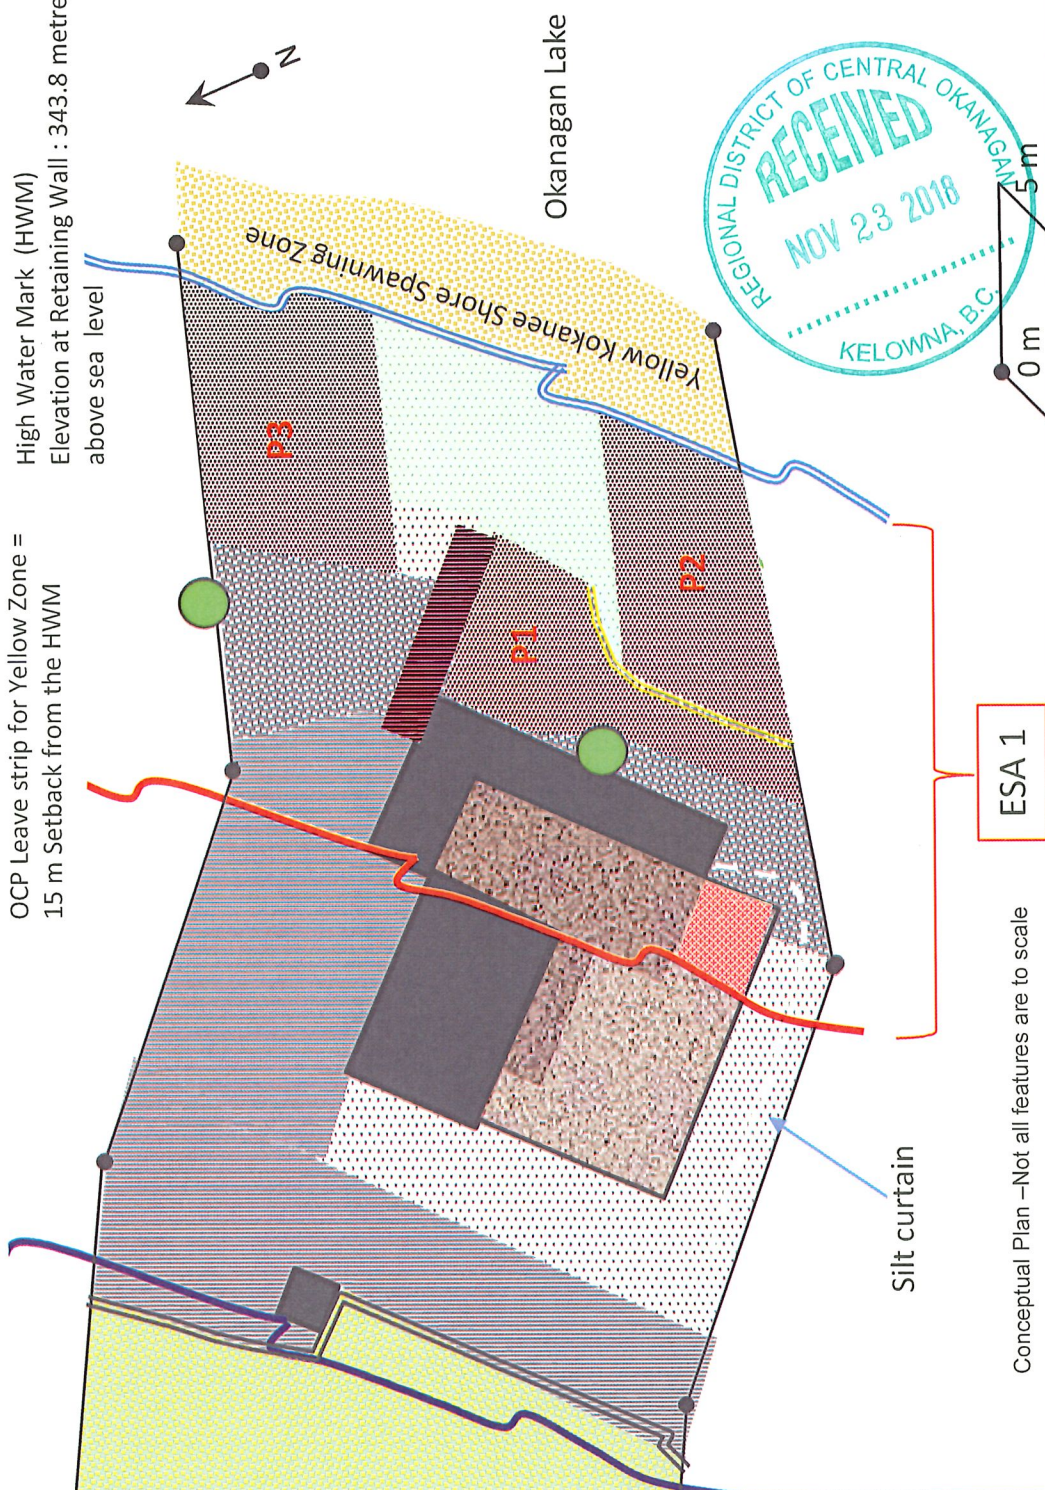 High Water Mark (HWM)
Elevation at Retaining Wall : 343.8 metre
above sea level
OCP Leave strip for Yellow Zone =
15 m Setback from the HWM
N
Okanagan Lake
Yellow Kokanee Shore Spawning Zone
P3
P1
P2
REGIONAL DISTRICT OF CENTRAL OKANAGAN
RECEIVED
NOV 23 2018
KELOWNA, B.C.
0 m
5 m
ESA 1
Silt curtain
Conceptual Plan –Not all features are to scale